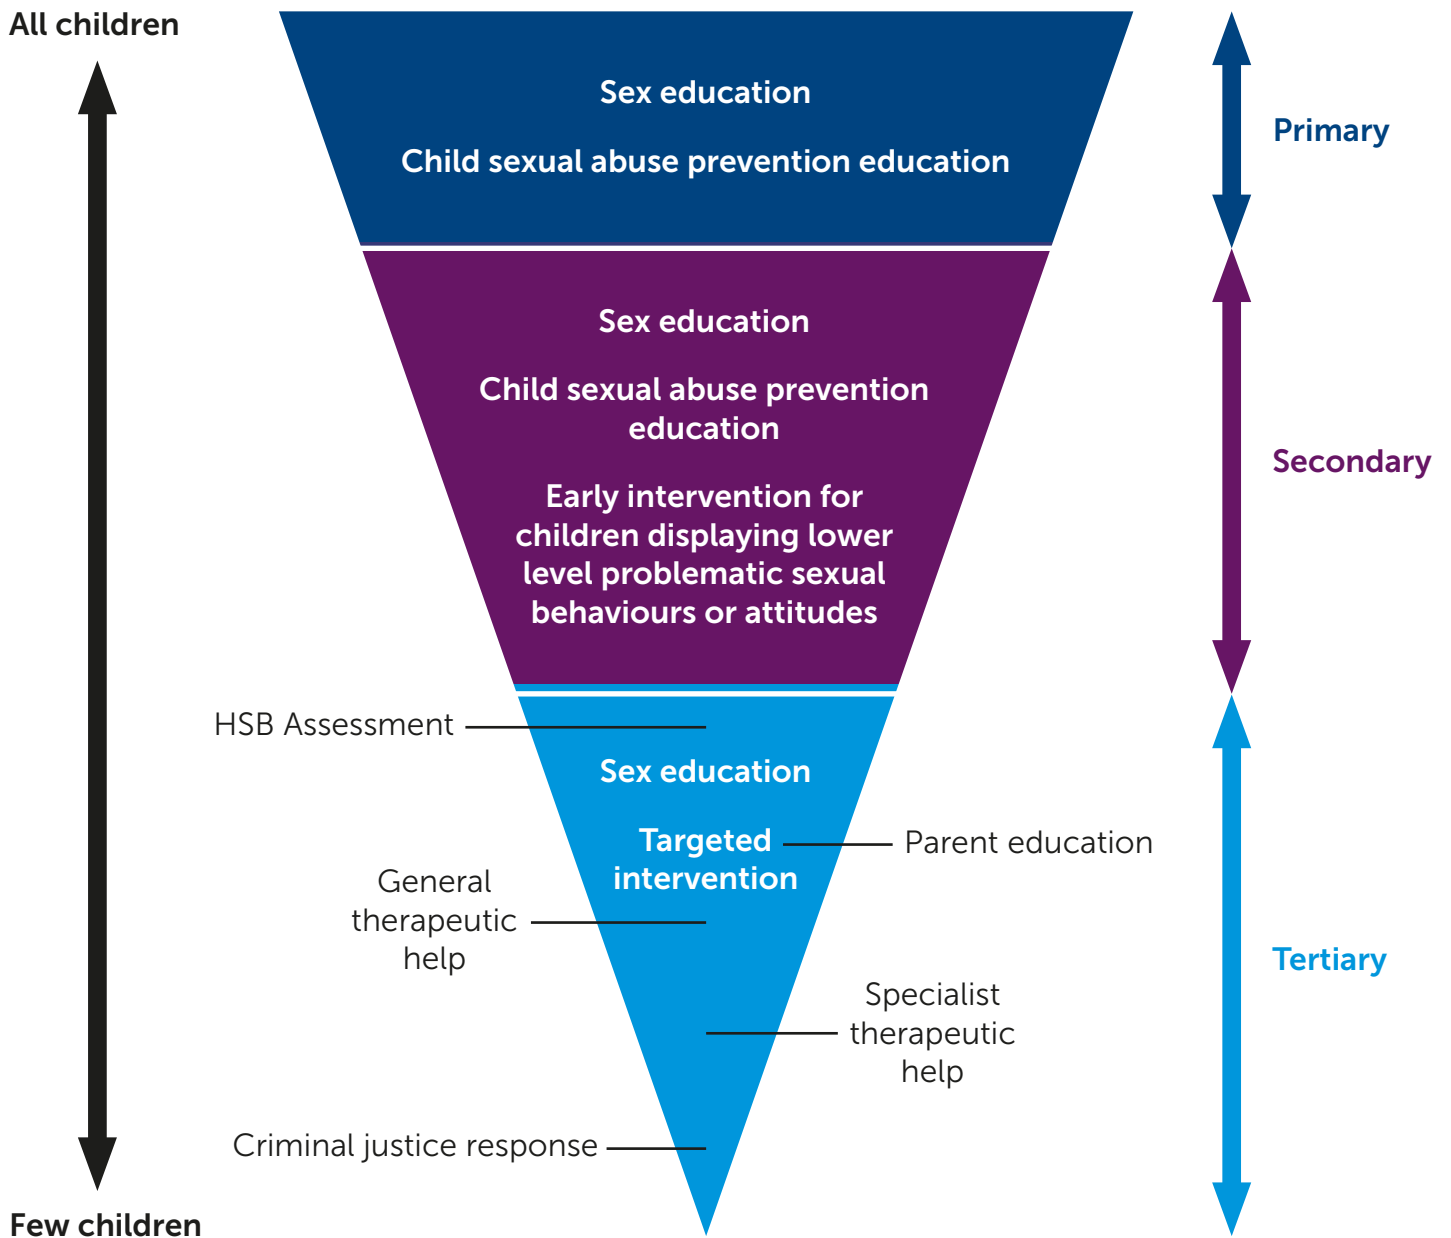 All children
Sex education
Child sexual abuse prevention education
Primary
Sex education
Child sexual abuse prevention
education
Early intervention for
children displaying lower
level problematic sexual
behaviours or attitudes
Secondary
HSB Assessment
Sex education
Targeted
intervention
Parent education
General
therapeutic
help
Tertiary
Specialist
therapeutic
help
Criminal justice response
Few children